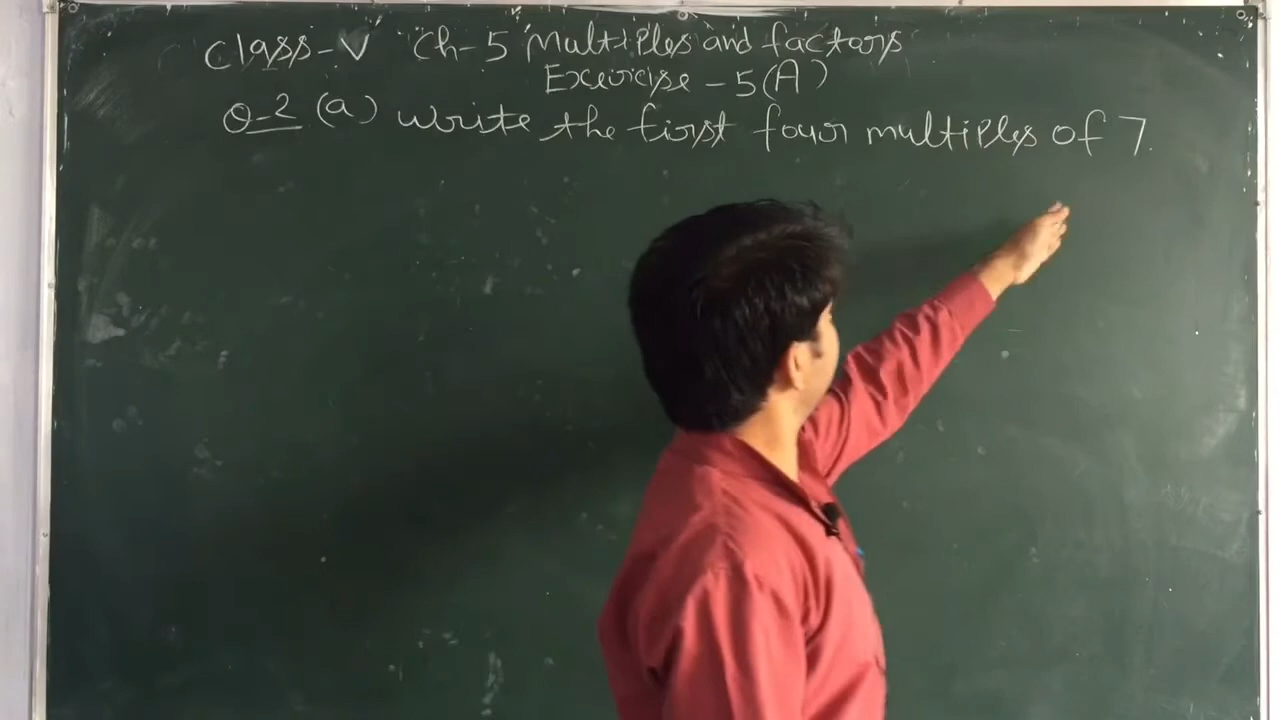 Class-V Ch-5 Multiples and factors
Exercise-5(A)
Q-2 (a) write the first four multiples of 7.